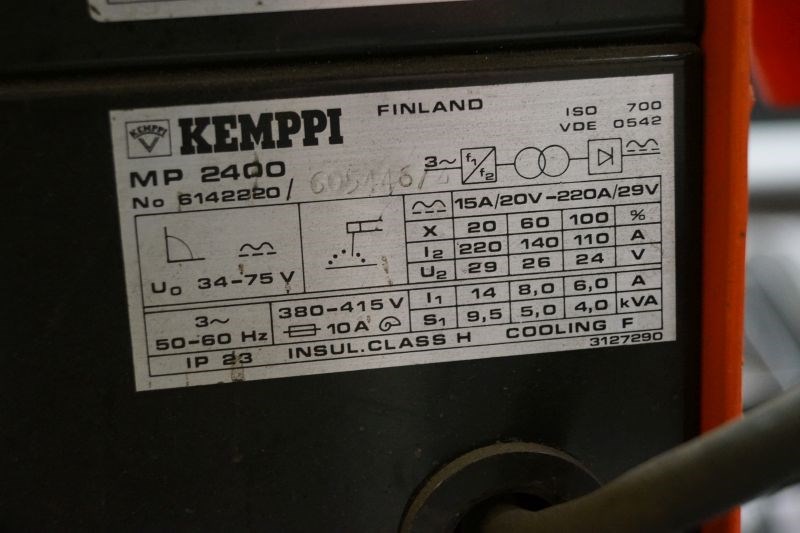 KEMPPI KEMPPI FINLAND ISO 700
VDE 0542
MP 2400
No 6142220/
3~ f1/f2
15A/20V-220A/29V
X 20 60 100 %
I2 220 140 110 A
U2 29 26 24 V
U0 34-75 V
3~ 380-415 V I1 14 8,0 6,0 A
50-60 Hz 10 A S1 9,5 5,0 4,0 kVA
IP 23 INSUL.CLASS H COOLING F
3127290